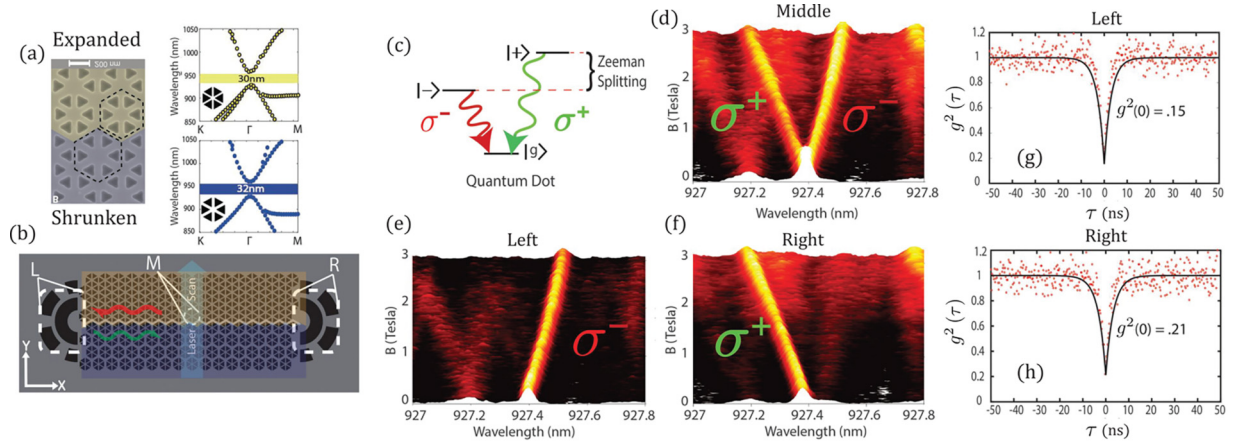 (a)
Expanded
200 nm
B
Shrunken
1050
1000
950
900
850
Wavelength (nm)
30nm
K
Γ
M
1050
1000
950
900
850
Wavelength (nm)
32nm
K
Γ
M
(b)
L
M
R
Laser
Scan
Y
X
(c)
|+>
|−>
Zeeman
Splitting
σ⁻
σ⁺
|g>
Quantum Dot
(d)
Middle
3
2
1
0
B (Tesla)
σ⁺
σ⁻
927
927.2
927.4
927.6
927.8
Wavelength (nm)
(e)
Left
3
2
1
0
B (Tesla)
σ⁻
927
927.2
927.4
927.6
927.8
Wavelength (nm)
(f)
Right
3
2
1
0
B (Tesla)
σ⁺
927
927.2
927.4
927.6
927.8
Wavelength (nm)
Left
1.2
1
0.8
0.6
0.4
0.2
0
g²(τ)
g²(0) = .15
(g)
-50 -40 -30 -20 -10 0 10 20 30 40 50
τ (ns)
Right
1.2
1
0.8
0.6
0.4
0.2
0
g²(τ)
g²(0) = .21
(h)
-50 -40 -30 -20 -10 0 10 20 30 40 50
τ (ns)